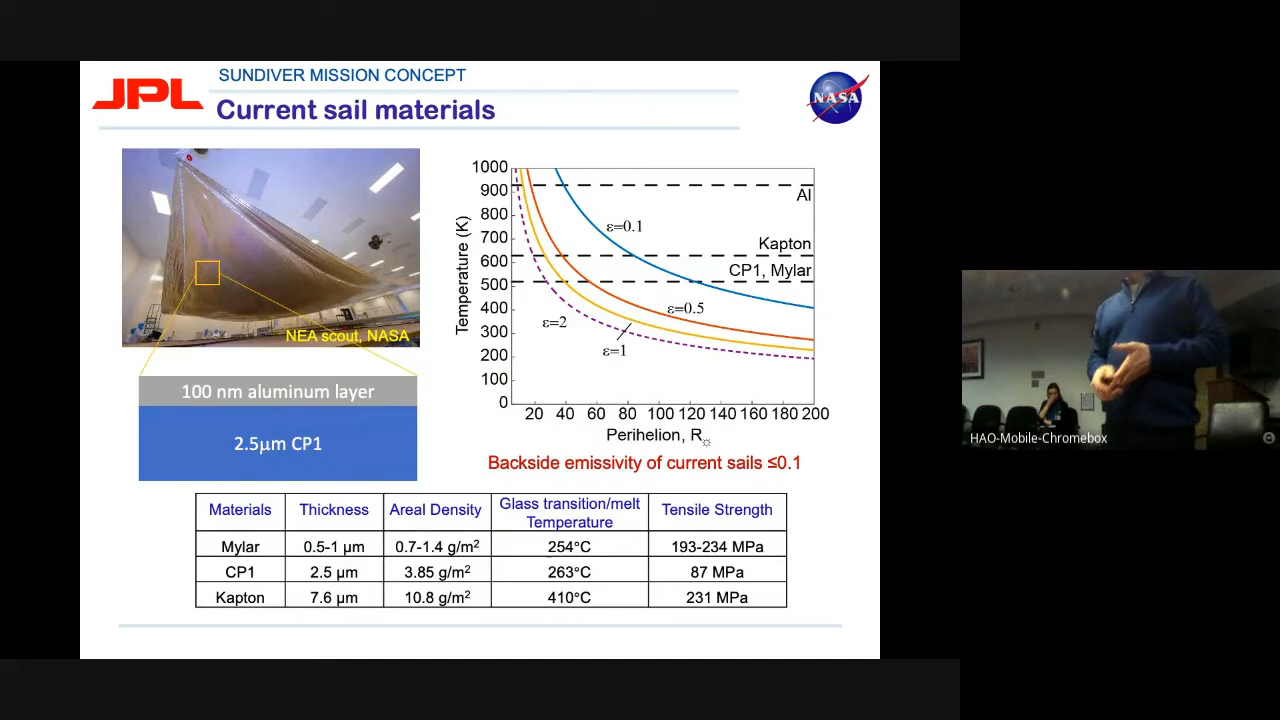 SUNDIVER MISSION CONCEPT
JPL
Current sail materials
NASA
NEA scout, NASA
100 nm aluminum layer
2.5μm CP1
Temperature (K)
1000
900
800
700
600
500
400
300
200
100
0
Al
Kapton
CP1, Mylar
ε=0.1
ε=0.5
ε=2
ε=1
20 40 60 80 100 120 140 160 180 200
Perihelion, R☼
Backside emissivity of current sails ≤0.1
Materials Thickness Areal Density Glass transition/melt Temperature Tensile Strength
Mylar 0.5-1 μm 0.7-1.4 g/m² 254°C 193-234 MPa
CP1 2.5 μm 3.85 g/m² 263°C 87 MPa
Kapton 7.6 μm 10.8 g/m² 410°C 231 MPa
HAO-Mobile-Chromebox